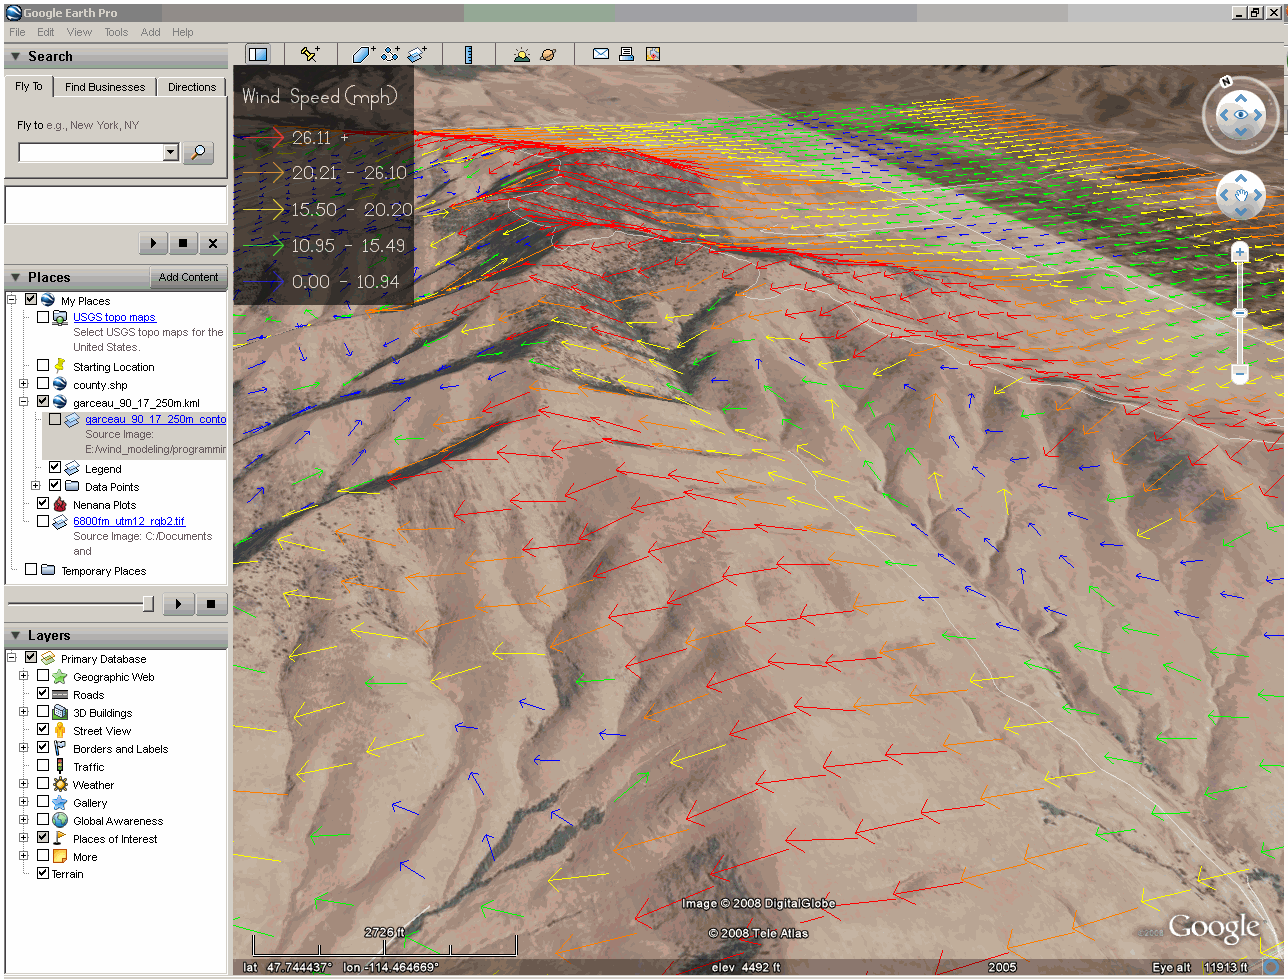 Google Earth Pro
File Edit View Tools Add Help
Search
Fly To Find Businesses Directions
Fly to e.g., New York, NY
Places
Add Content
My Places
USGS topo maps
Select USGS topo maps for the
United States.
Starting Location
county.shp
garceau_90_17_250m.kml
garceau_90_17_250m_conto
Source Image:
E:/wind_modeling/programmir
Legend
Data Points
Nenana Plots
6800fm_utm12_rgb2.tif
Source Image: C:/Documents
and
Temporary Places
Layers
Primary Database
Geographic Web
Roads
3D Buildings
Street View
Borders and Labels
Traffic
Weather
Gallery
Global Awareness
Places of Interest
More
Terrain
Wind Speed(mph)
26.11 +
20.21 - 26.10
15.50 - 20.20
10.95 - 15.49
0.00 - 10.94
N
Image © 2008 DigitalGlobe
© 2008 Tele Atlas
©2008 Google
2726 ft
lat 47.744437° lon -114.464669° elev 4492 ft 2005 Eye alt 11913 ft